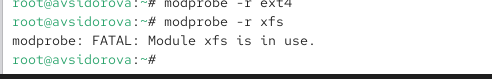 root@avsidorova:~# modprobe -r ext4
root@avsidorova:~# modprobe -r xfs
modprobe: FATAL: Module xfs is in use.
root@avsidorova:~#